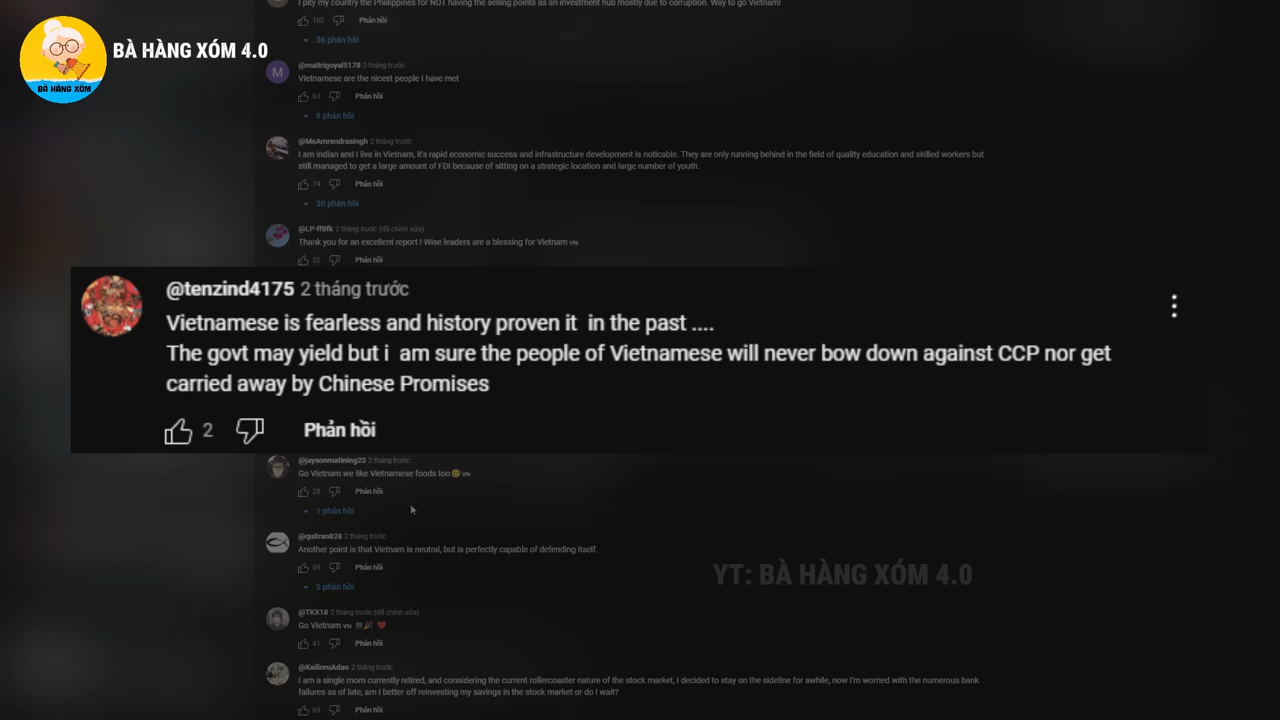 I pity my country the Philippines for NOT having the selling points as an investment hub mostly due to corruption. Way to go Vietnam!
102 Phản hồi
36 phản hồi
BÀ HÀNG XÓM 4.0
BÀ HÀNG XÓM
M
@maitrigoyal5178 2 tháng trước
Vietnamese are the nicest people I have met
63 Phản hồi
9 phản hồi
@MsAmrendrasingh 2 tháng trước
I am indian and I live in Vietnam, it's rapid economic success and infrastructure development is noticable. They are only running behind in the field of quality education and skilled workers but
still managed to get a large amount of FDI because of sitting on a strategic location and large number of youth.
74 Phản hồi
30 phản hồi
@LP-ff8fk 2 tháng trước (đã chỉnh sửa)
Thank you for an excellent report ! Wise leaders are a blessing for Vietnam VN
52 Phản hồi
@tenzind4175 2 tháng trước
Vietnamese is fearless and history proven it in the past ....
The govt may yield but i am sure the people of Vietnamese will never bow down against CCP nor get
carried away by Chinese Promises
2 Phản hồi
@jaysonmatining23 2 tháng trước
Go Vietnam we like Vietnamese foods too😊 VN
28 Phản hồi
1 phản hồi
@quitran828 2 tháng trước
Another point is that Vietnam is neutral, but is perfectly capable of defending itself.
59 Phản hồi
5 phản hồi
YT: BÀ HÀNG XÓM 4.0
@TKX18 2 tháng trước (đã chỉnh sửa)
Go Vietnam VN !!! 🎉 ❤️
41 Phản hồi
@KailinruAdao 2 tháng trước
I am a single mom currently retired, and considering the current rollercoaster nature of the stock market, I decided to stay on the sideline for awhile, now I'm worried with the numerous bank
failures as of late, am I better off reinvesting my savings in the stock market or do I wait?
69 Phản hồi